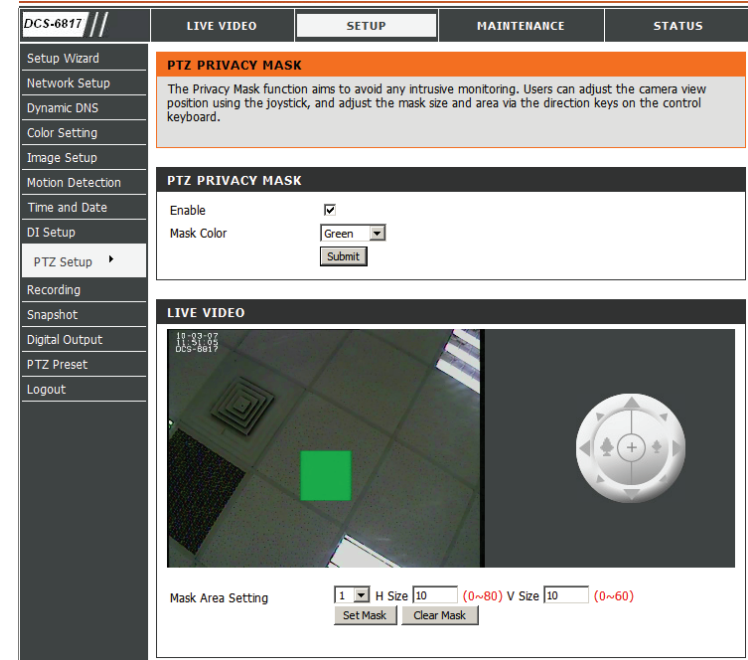 DCS-6817 //
LIVE VIDEO
SETUP
MAINTENANCE
STATUS
Setup Wizard
Network Setup
Dynamic DNS
Color Setting
Image Setup
Motion Detection
Time and Date
DI Setup
PTZ Setup
Recording
Snapshot
Digital Output
PTZ Preset
Logout
PTZ PRIVACY MASK
The Privacy Mask function aims to avoid any intrusive monitoring. Users can adjust the camera view
position using the joystick, and adjust the mask size and area via the direction keys on the control
keyboard.
PTZ PRIVACY MASK
Enable
Mask Color Green
Submit
LIVE VIDEO
10-03-07
11:51:05
DCS-6817
Mask Area Setting 1 H Size 10 (0~80) V Size 10 (0~60)
Set Mask Clear Mask